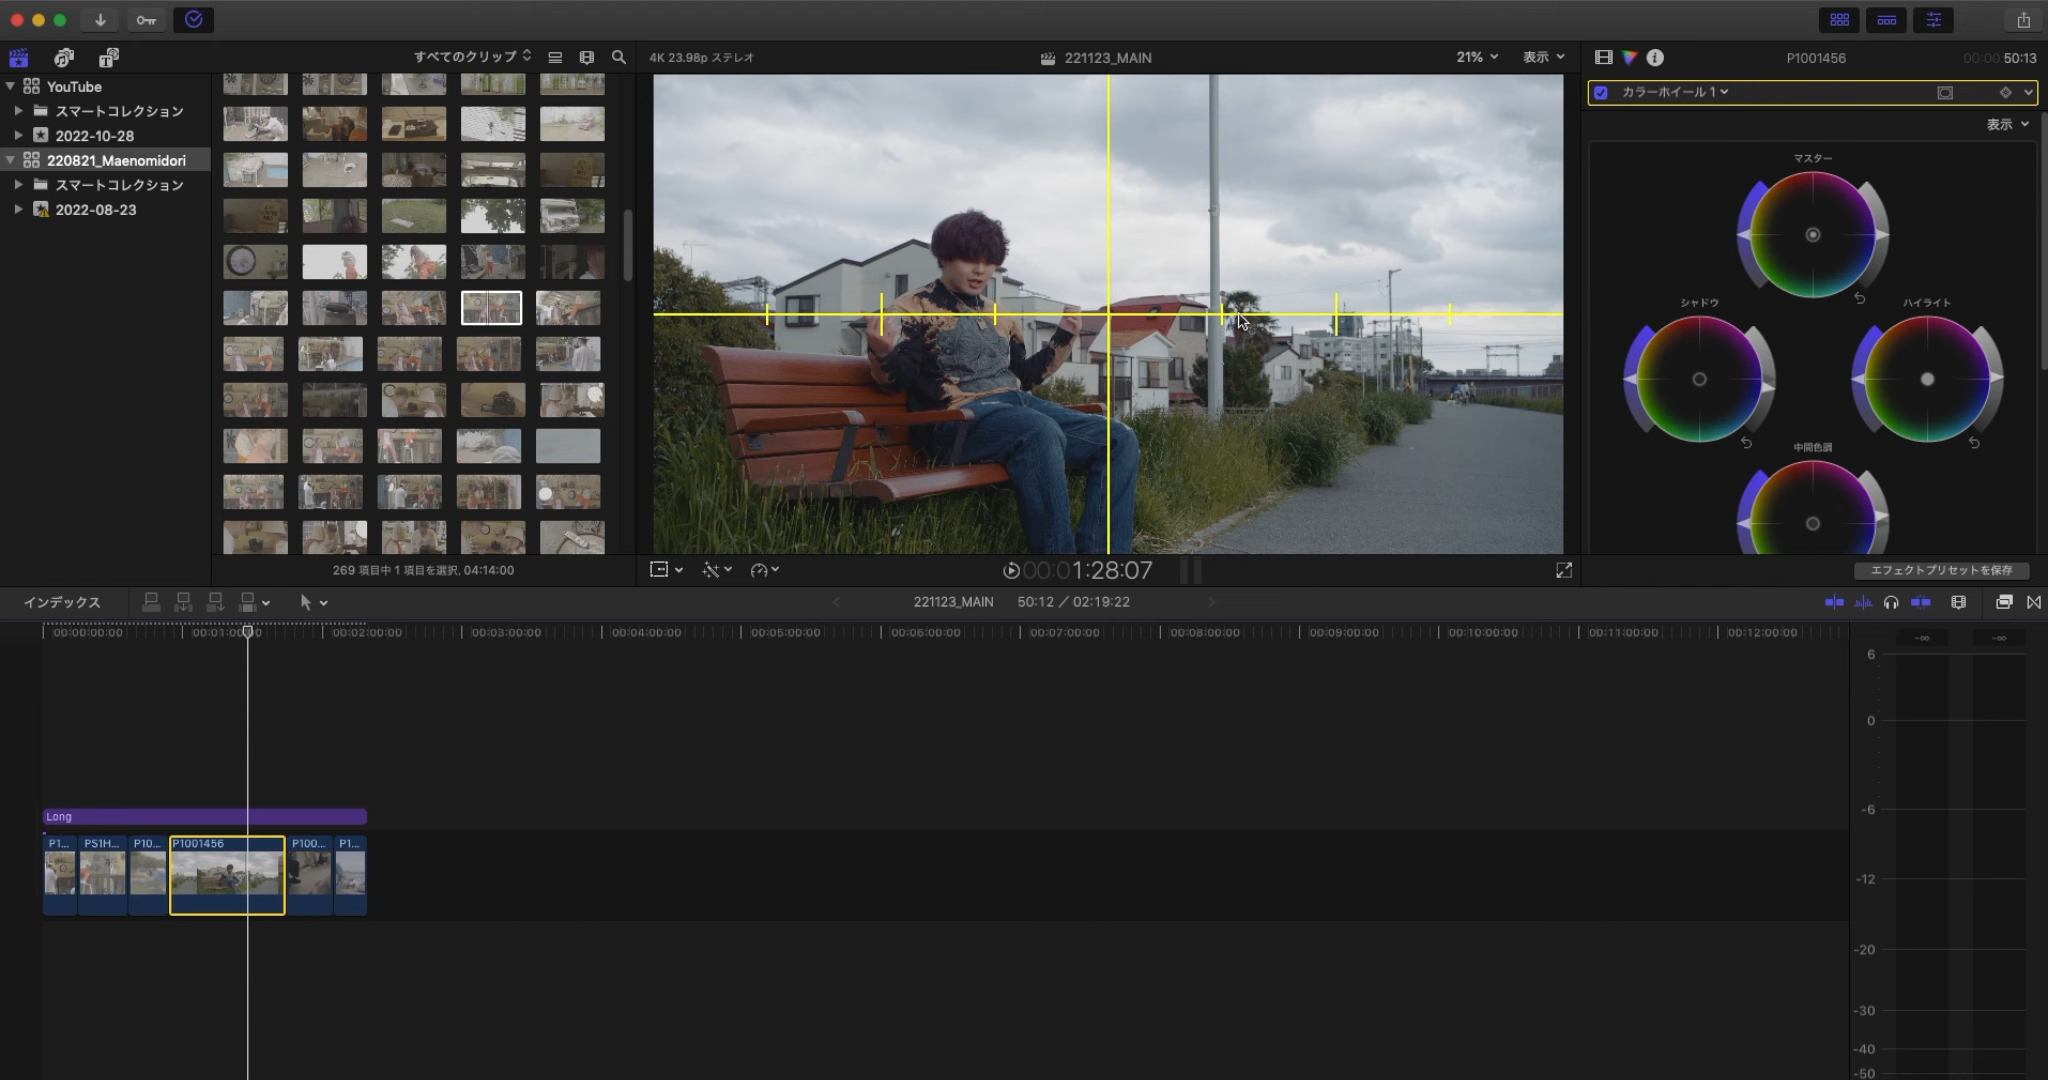 すべてのクリップ
4K 23.98p ステレオ
221123_MAIN
21%
表示
P1001456
00:00:50:13
YouTube
スマートコレクション
2022-10-28
220821_Maenomidori
スマートコレクション
2022-08-23
カラーホイール 1
表示
マスター
シャドウ
ハイライト
中間色調
269 項目中 1 項目を選択, 04:14:00
00:01:28:07
エフェクトプリセットを保存
インデックス
221123_MAIN
50:12 / 02:19:22
00:00:00:00
00:02:00:00
00:03:00:00
00:04:00:00
00:05:00:00
00:06:00:00
00:07:00:00
00:08:00:00
00:09:00:00
00:10:00:00
00:11:00:00
00:12:00:00
-∞
-∞
6
0
-6
-12
-20
-30
-40
-50
Long
P1...
PS1H...
P10...
P1001456
P100...
P1...